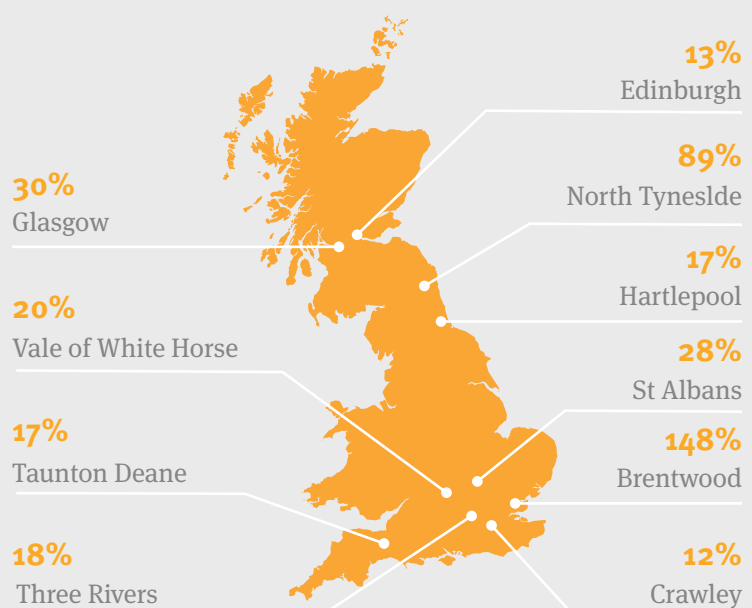 13%
Edinburgh
89%
North Tyneslde
30%
Glasgow
17%
Hartlepool
20%
Vale of White Horse
28%
St Albans
17%
Taunton Deane
148%
Brentwood
18%
Three Rivers
12%
Crawley